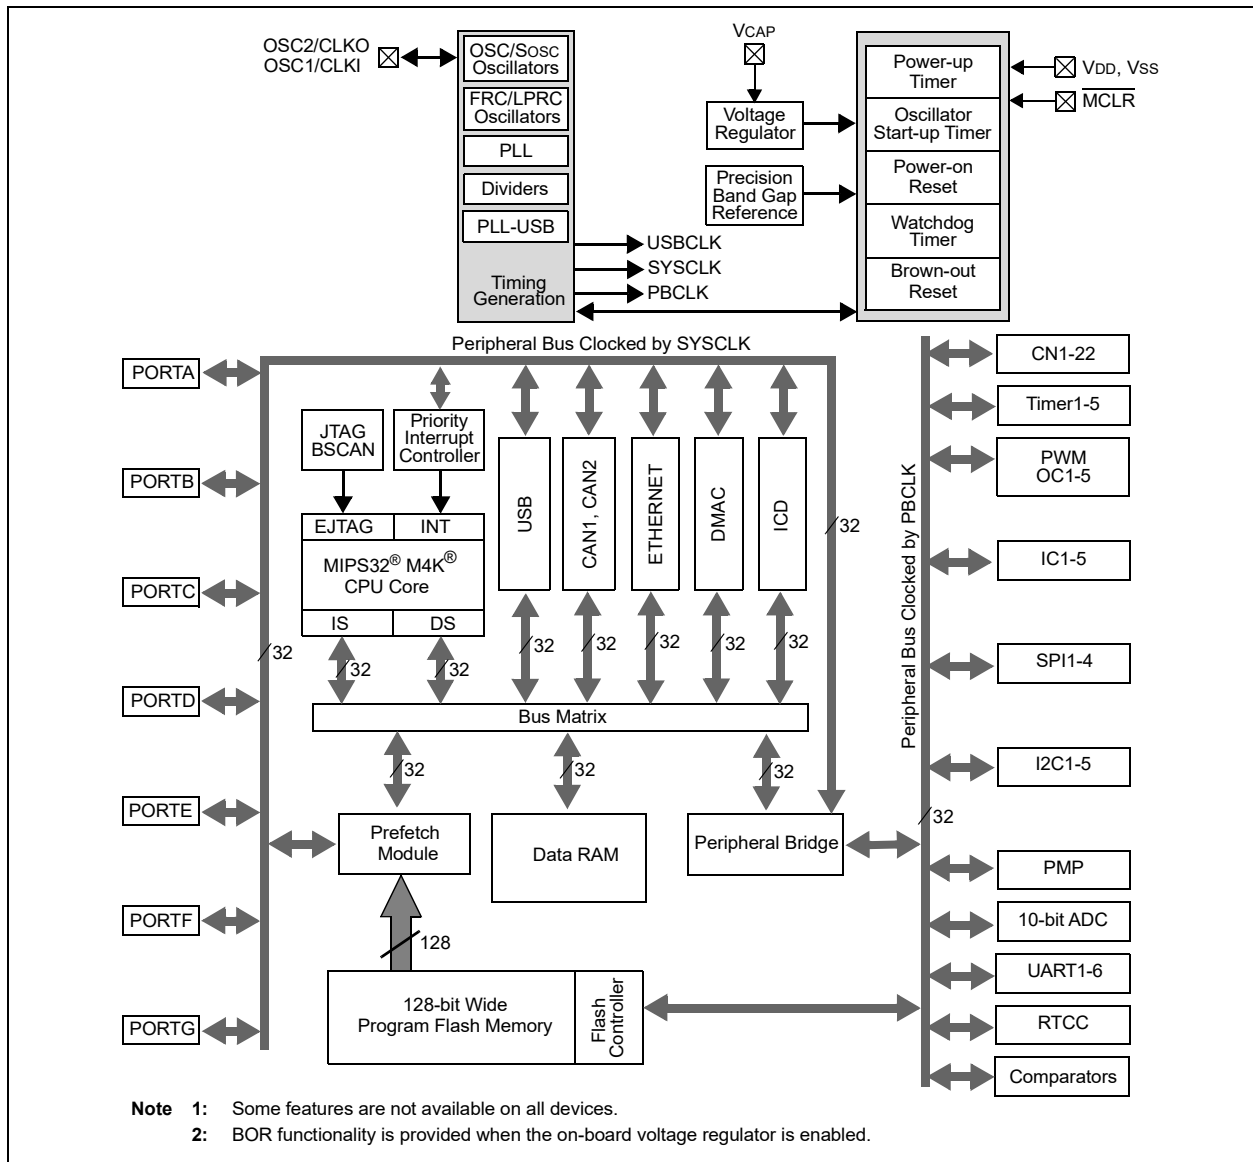 OSC2/CLKO
OSC1/CLKI
OSC/SOSC
Oscillators
FRC/LPRC
Oscillators
PLL
Dividers
PLL-USB
Timing
Generation
USBCLK
SYSCLK
PBCLK
VCAP
Voltage
Regulator
Precision
Band Gap
Reference
Power-up
Timer
Oscillator
Start-up Timer
Power-on
Reset
Watchdog
Timer
Brown-out
Reset
VDD, VSS
MCLR
Peripheral Bus Clocked by SYSCLK
PORTA
PORTB
PORTC
PORTD
PORTE
PORTF
PORTG
32
JTAG
BSCAN
Priority
Interrupt
Controller
EJTAG
INT
MIPS32® M4K®
CPU Core
IS
DS
32
32
USB
CAN1, CAN2
ETHERNET
DMAC
ICD
32
32
32
32
32
32
Bus Matrix
32
32
32
Prefetch
Module
Data RAM
Peripheral Bridge
128
128-bit Wide
Program Flash Memory
Flash
Controller
Peripheral Bus Clocked by PBCLK
32
CN1-22
Timer1-5
PWM
OC1-5
IC1-5
SPI1-4
I2C1-5
PMP
10-bit ADC
UART1-6
RTCC
Comparators
Note 1: Some features are not available on all devices.
2: BOR functionality is provided when the on-board voltage regulator is enabled.